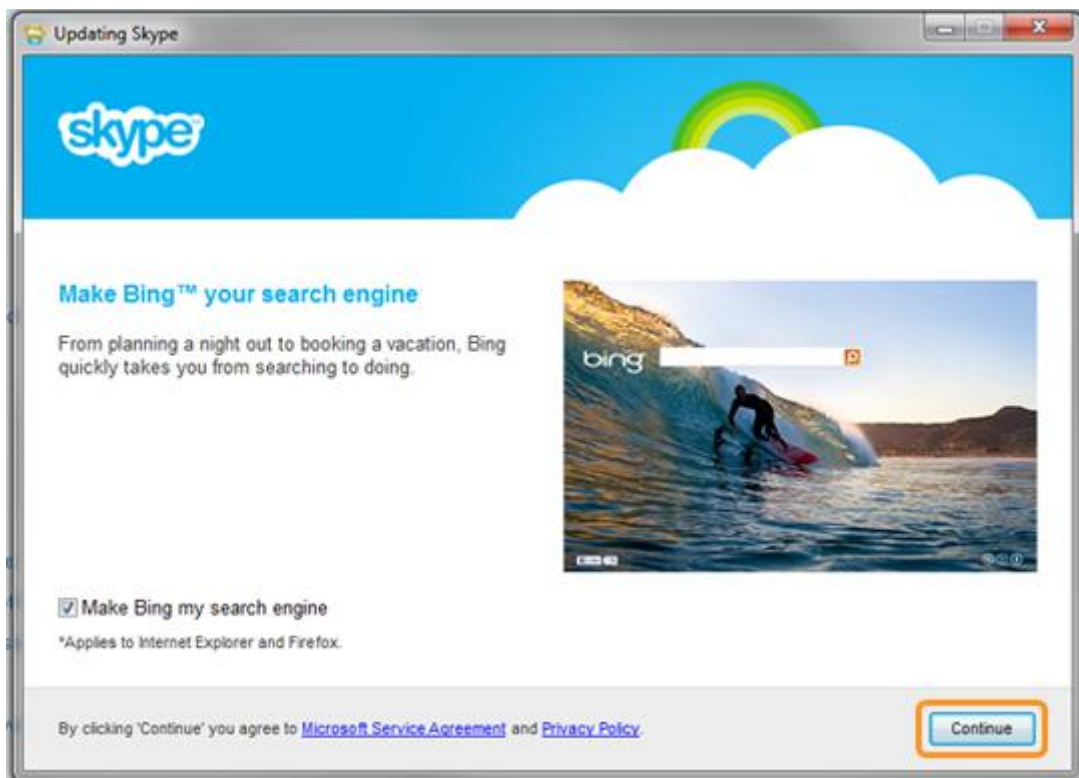 Updating Skype
skype™
Make Bing™ your search engine
From planning a night out to booking a vacation, Bing
quickly takes you from searching to doing.
bing
Make Bing my search engine
*Applies to Internet Explorer and Firefox.
By clicking 'Continue' you agree to Microsoft Service Agreement and Privacy Policy.
Continue